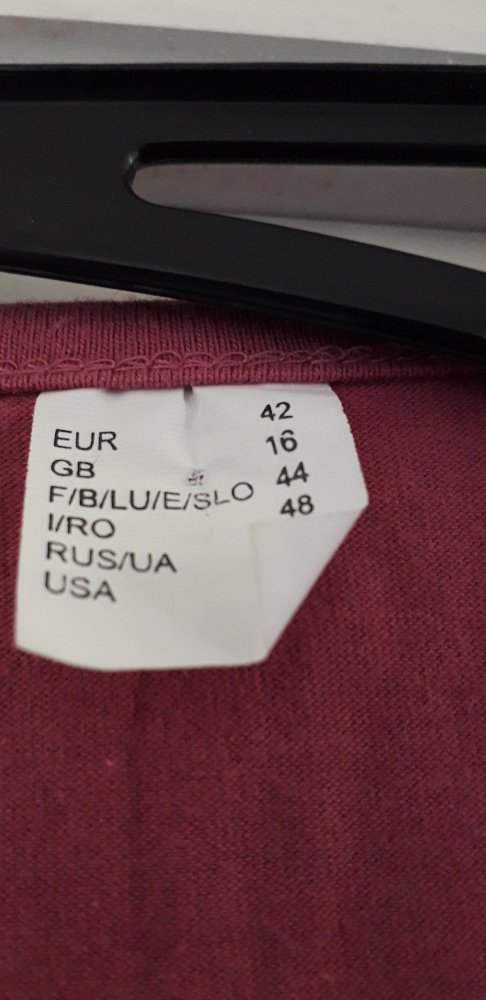 EUR 42
GB 16
F/B/LU/E/SLO 44
I/RO 48
RUS/UA
USA